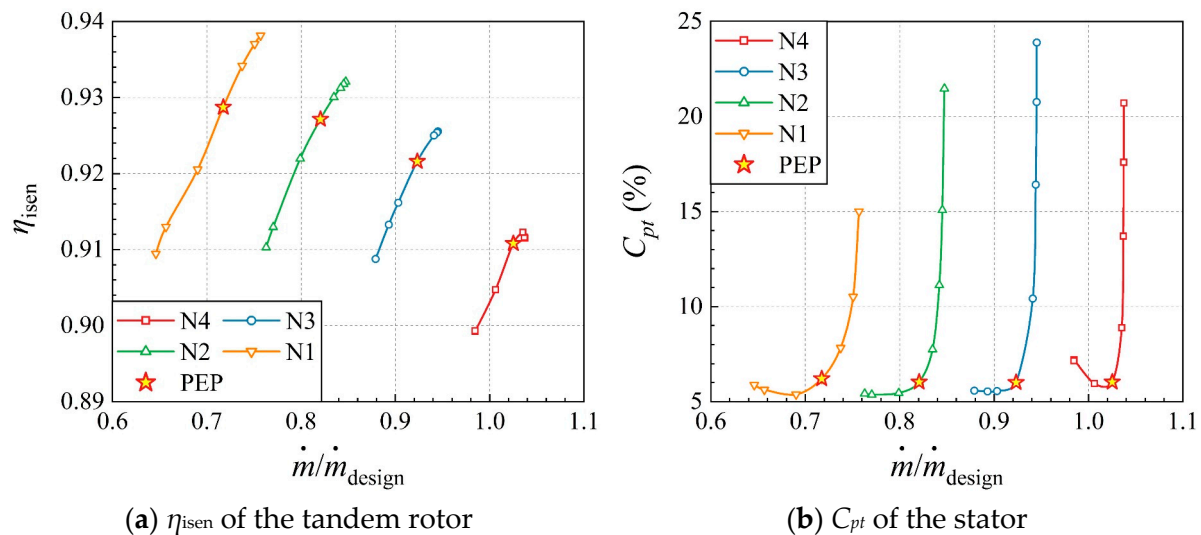 0.94
0.93
0.92
0.91
0.90
0.89
η_isen
N4
N3
N2
N1
PEP
0.6 0.7 0.8 0.9 1.0 1.1
ṁ/ṁ_design
(a) η_isen of the tandem rotor
25
20
15
10
5
C_pt (%)
N4
N3
N2
N1
PEP
0.6 0.7 0.8 0.9 1.0 1.1
ṁ/ṁ_design
(b) C_pt of the stator